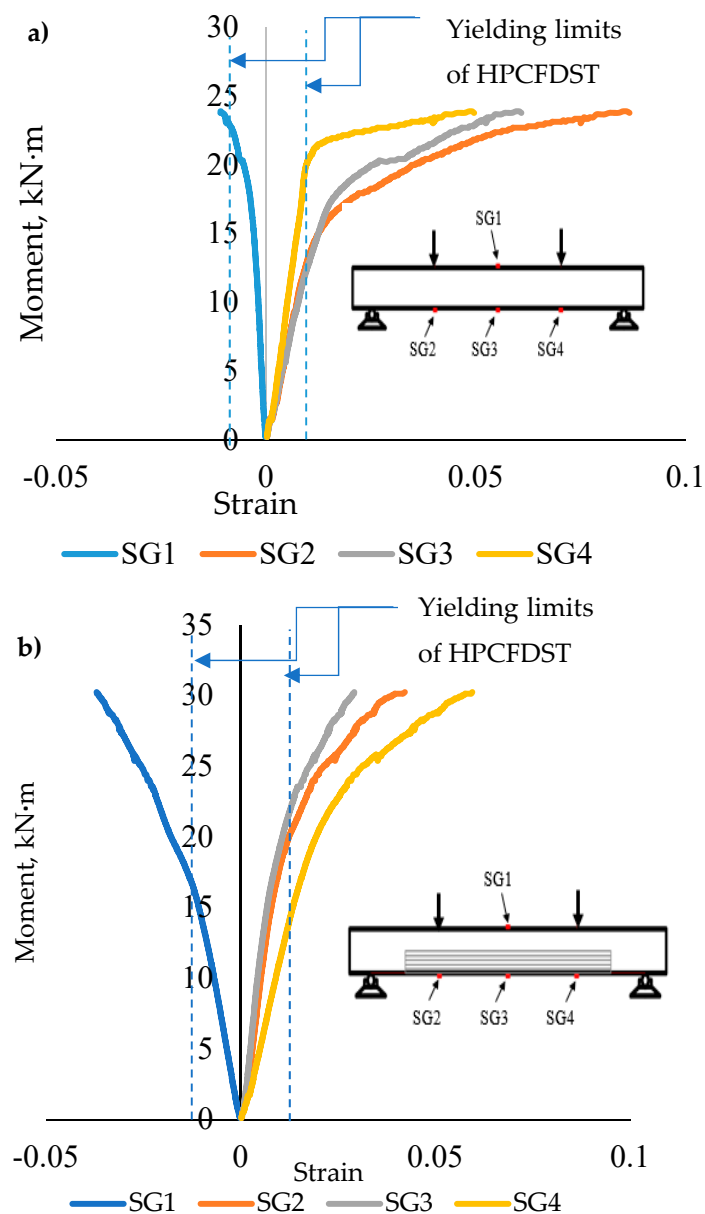 a)
Yielding limits
of HPCFDST
Moment, kN·m
30
25
20
15
10
5
0
SG1
SG2
SG3
SG4
-0.05
0
0.05
0.1
Strain
SG1
SG2
SG3
SG4
b)
Yielding limits
of HPCFDST
Moment, kN·m
35
30
25
20
15
10
5
0
SG1
SG2
SG3
SG4
-0.05
0
0.05
0.1
Strain
SG1
SG2
SG3
SG4